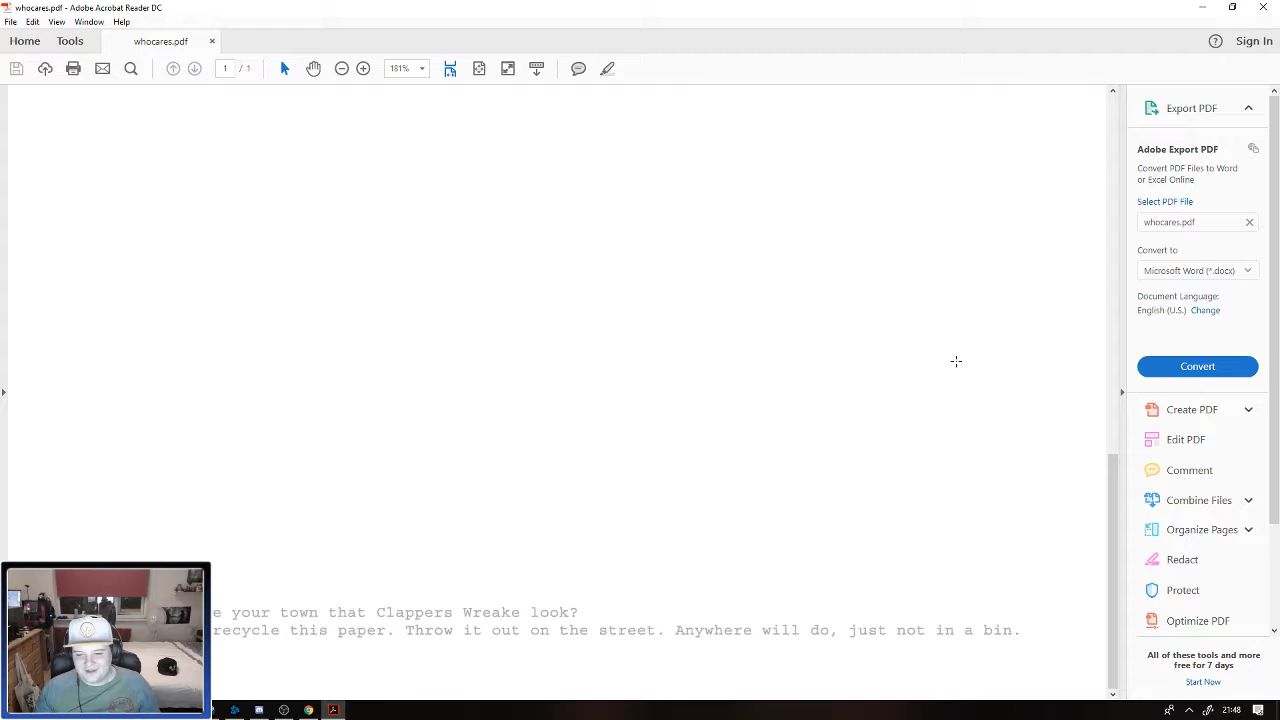 whocares.pdf - Adobe Acrobat Reader DC
File Edit View Window Help
Home Tools whocares.pdf × Sign In
1 / 1 181%
Export PDF
Adobe Export PDF
Convert PDF Files to Word
or Excel Online
Select PDF File
whocares.pdf
Convert to
Microsoft Word (*.docx)
Document Language:
English (U.S.) Change
Convert
Create PDF
Edit PDF
Comment
Combine Files
Organize Pages
Redact
Protect
Optimize PDF
All of these tools and more
free for 7 days
Start Now
e your town that Clappers Wreake look?
recycle this paper. Throw it out on the street. Anywhere will do, just not in a bin.
21:48